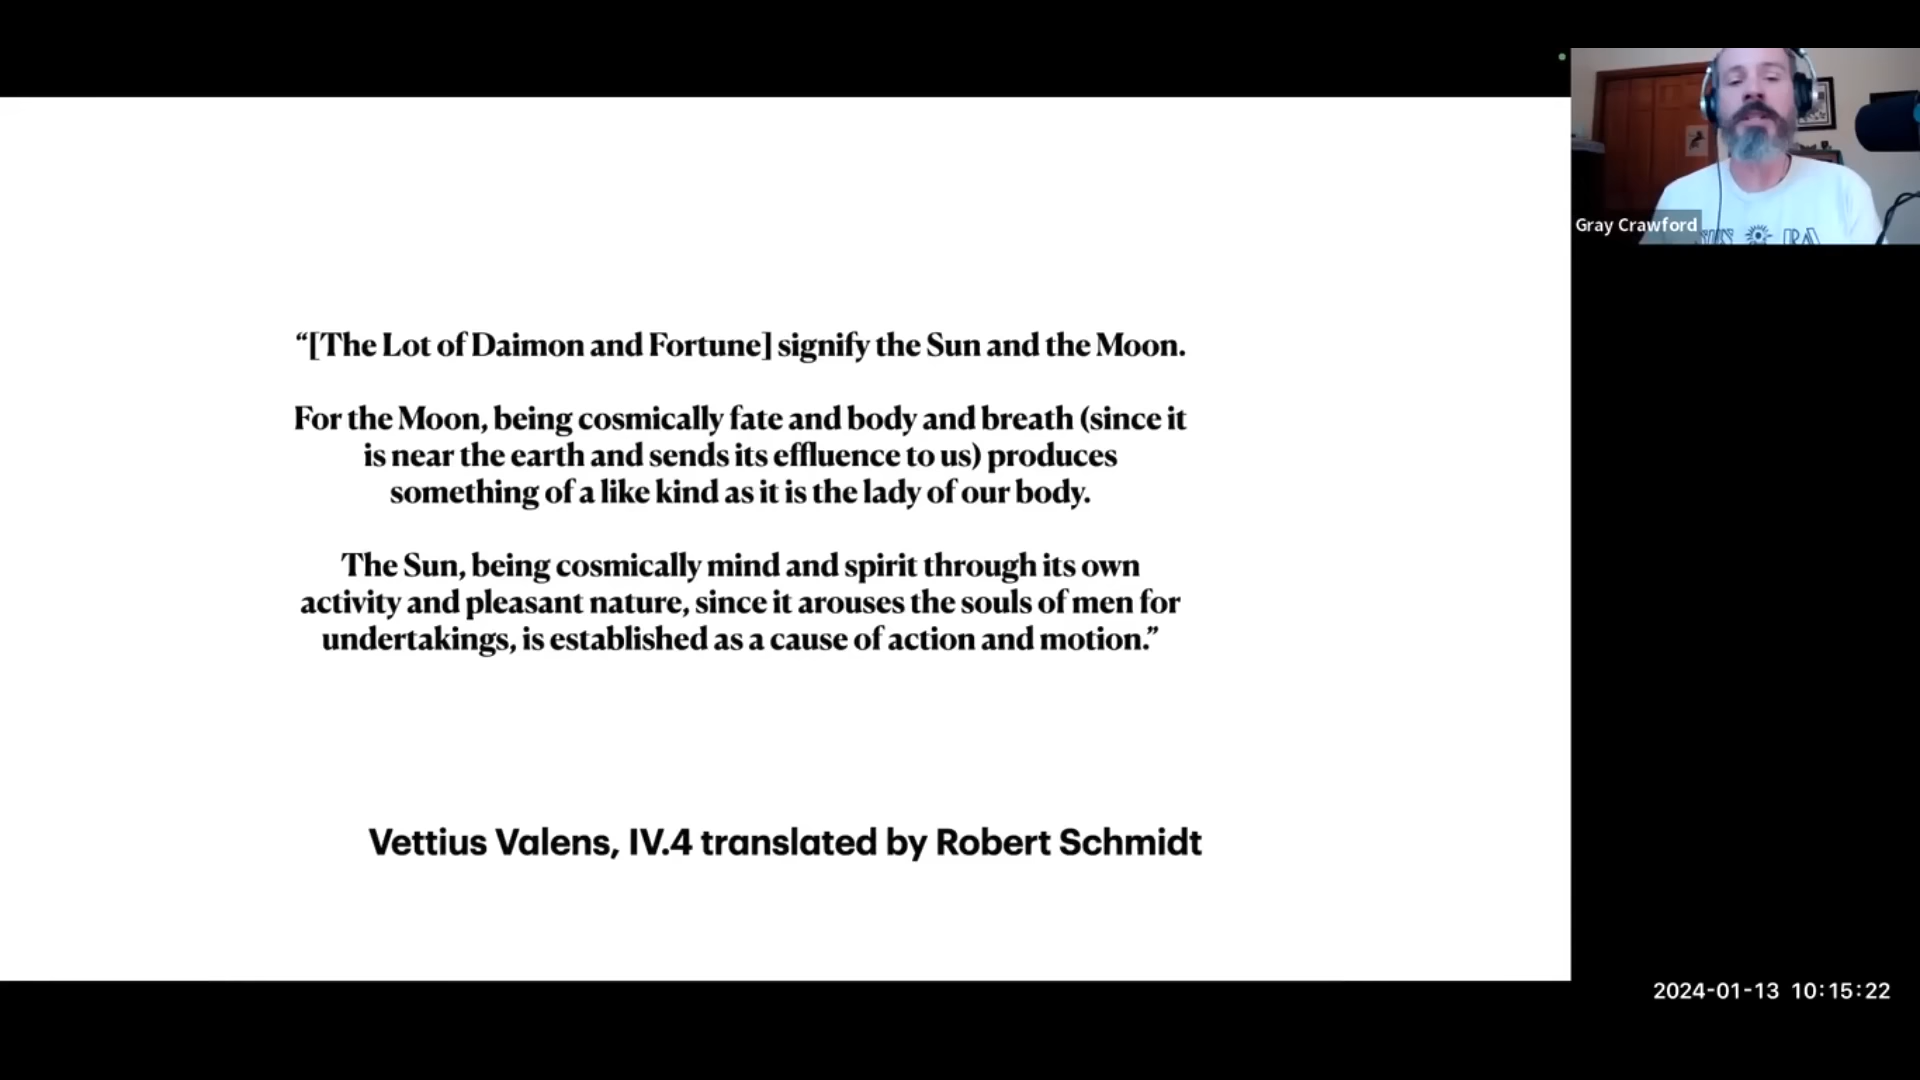 “[The Lot of Daimon and Fortune] signify the Sun and the Moon.
For the Moon, being cosmically fate and body and breath (since it
is near the earth and sends its effluence to us) produces
something of a like kind as it is the lady of our body.
The Sun, being cosmically mind and spirit through its own
activity and pleasant nature, since it arouses the souls of men for
undertakings, is established as a cause of action and motion.”
Vettius Valens, IV.4 translated by Robert Schmidt
Gray Crawford
2024-01-13 10:15:22